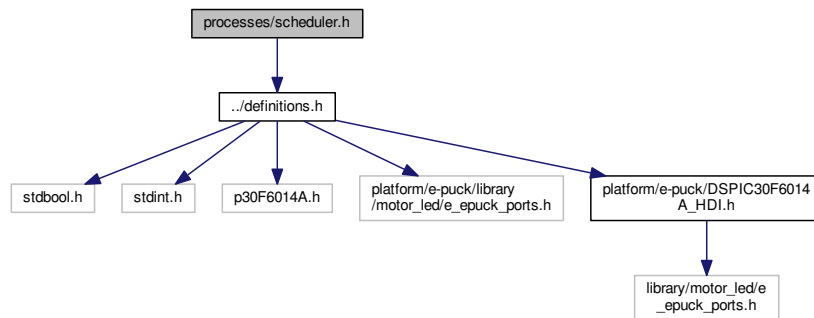 processes/scheduler.h
../definitions.h
stdbool.h
stdint.h
p30F6014A.h
platform/e-puck/library
/motor_led/e_epuck_ports.h
platform/e-puck/DSPIC30F6014
A_HDI.h
library/motor_led/e
_epuck_ports.h